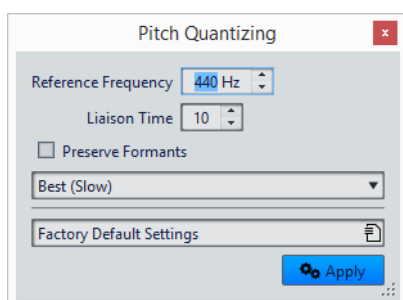 Pitch Quantizing
x
Reference Frequency 440 Hz
Liaison Time 10
Preserve Formants
Best (Slow)
Factory Default Settings
Apply